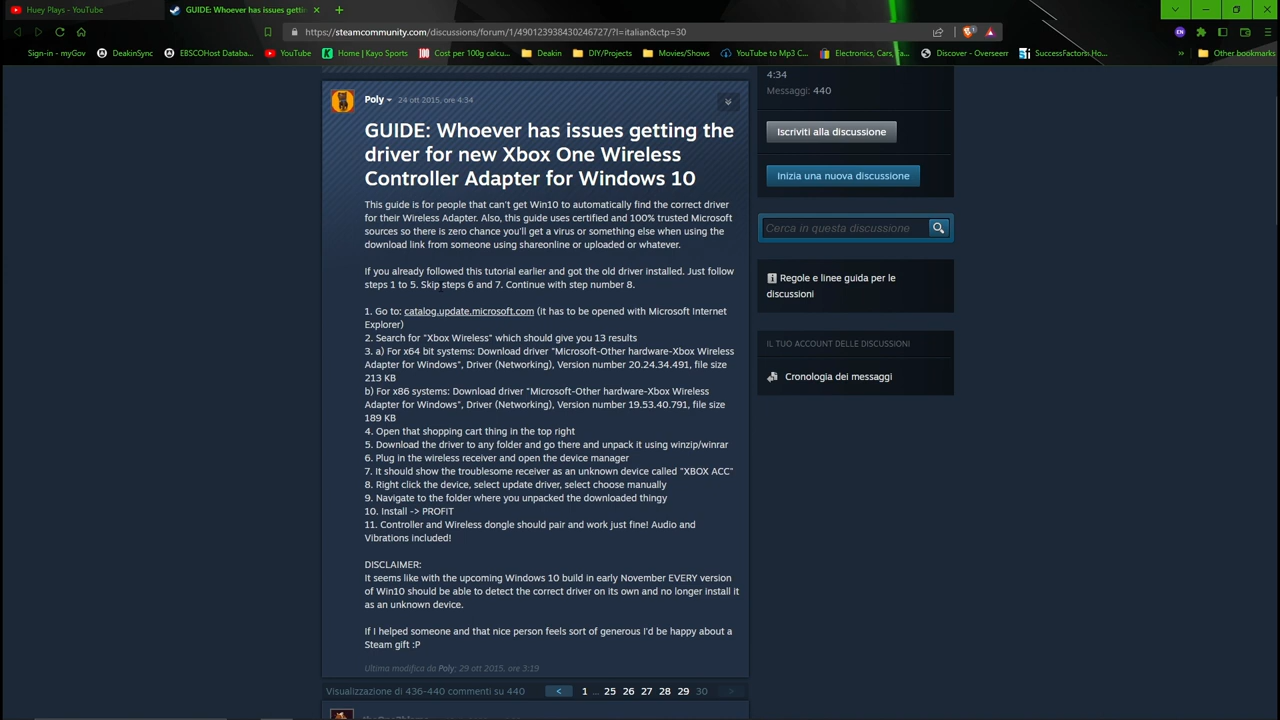 Huey Plays - YouTube
GUIDE: Whoever has issues getti
https://steamcommunity.com/discussions/forum/1/490123938430246727/?l=italian&ctp=30
Sign-in - myGov
DeakinSync
EBSCOHost Databa...
YouTube
Home | Kayo Sports
Cost per 100g calcu...
Deakin
DIY/Projects
Movies/Shows
YouTube to Mp3 C...
Electronics, Cars, Fa...
Discover - Overseerr
SuccessFactors: Ho...
Other bookmarks
Poly
24 ott 2015, ore 4:34
GUIDE: Whoever has issues getting the
driver for new Xbox One Wireless
Controller Adapter for Windows 10
This guide is for people that can't get Win10 to automatically find the correct driver
for their Wireless Adapter. Also, this guide uses certified and 100% trusted Microsoft
sources so there is zero chance you'll get a virus or something else when using the
download link from someone using shareonline or uploaded or whatever.
If you already followed this tutorial earlier and got the old driver installed. Just follow
steps 1 to 5. Skip steps 6 and 7. Continue with step number 8.
1. Go to: catalog.update.microsoft.com (it has to be opened with Microsoft Internet
Explorer)
2. Search for "Xbox Wireless" which should give you 13 results
3. a) For x64 bit systems: Download driver "Microsoft-Other hardware-Xbox Wireless
Adapter for Windows", Driver (Networking), Version number 20.24.34.491, file size
213 KB
b) For x86 systems: Download driver "Microsoft-Other hardware-Xbox Wireless
Adapter for Windows", Driver (Networking), Version number 19.53.40.791, file size
189 KB
4. Open that shopping cart thing in the top right
5. Download the driver to any folder and go there and unpack it using winzip/winrar
6. Plug in the wireless receiver and open the device manager
7. It should show the troublesome receiver as an unknown device called "XBOX ACC"
8. Right click the device, select update driver, select choose manually
9. Navigate to the folder where you unpacked the downloaded thingy
10. Install -> PROFIT
11. Controller and Wireless dongle should pair and work just fine! Audio and
Vibrations included!
DISCLAIMER:
It seems like with the upcoming Windows 10 build in early November EVERY version
of Win10 should be able to detect the correct driver on its own and no longer install it
as an unknown device.
If I helped someone and that nice person feels sort of generous I'd be happy about a
Steam gift :P
Ultima modifica da Poly; 29 ott 2015, ore 3:19
Visualizzazione di 436-440 commenti su 440
< 1 ... 25 26 27 28 29 30 >
4:34
Messaggi: 440
Iscriviti alla discussione
Inizia una nuova discussione
Cerca in questa discussione
Regole e linee guida per le
discussioni
IL TUO ACCOUNT DELLE DISCUSSIONI
Cronologia dei messaggi